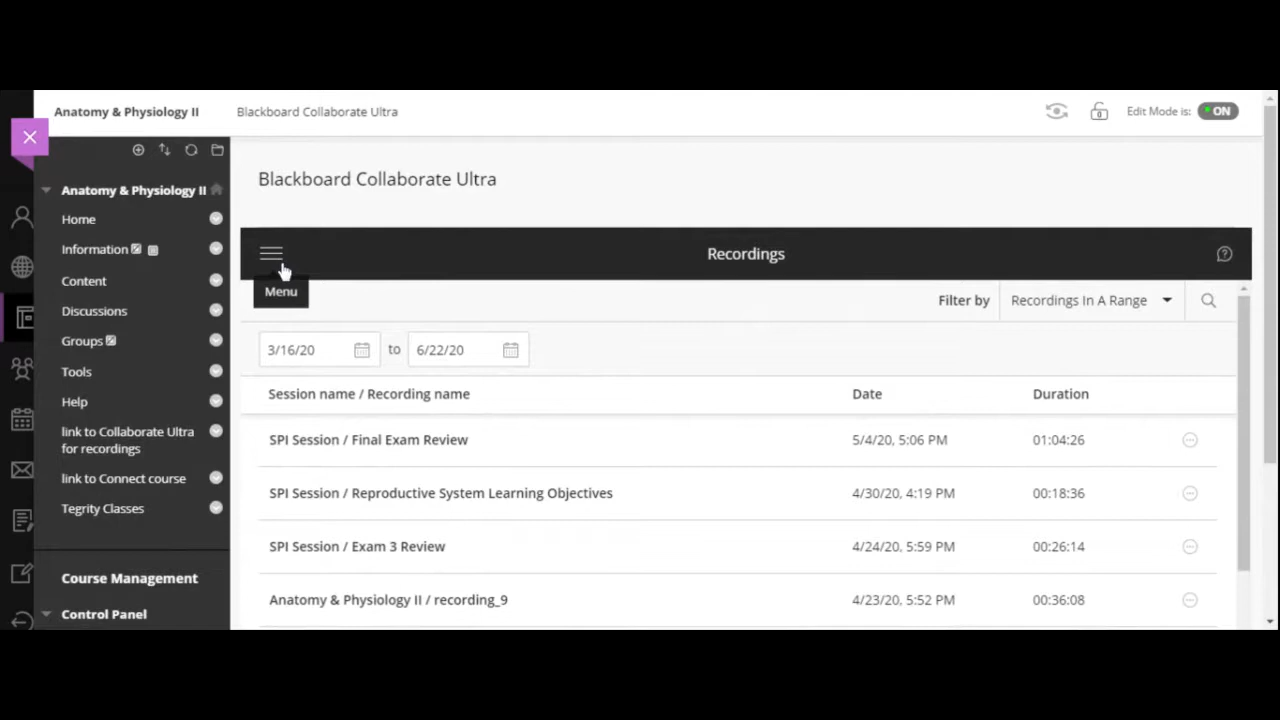 Anatomy & Physiology II
Blackboard Collaborate Ultra
Edit Mode is: ON
Anatomy & Physiology II
Home
Information
Content
Discussions
Groups
Tools
Help
link to Collaborate Ultra
for recordings
link to Connect course
Tegrity Classes
Course Management
Control Panel
Blackboard Collaborate Ultra
Recordings
Menu
Filter by Recordings In A Range
3/16/20 to 6/22/20
Session name / Recording name Date Duration
SPI Session / Final Exam Review 5/4/20, 5:06 PM 01:04:26
SPI Session / Reproductive System Learning Objectives 4/30/20, 4:19 PM 00:18:36
SPI Session / Exam 3 Review 4/24/20, 5:59 PM 00:26:14
Anatomy & Physiology II / recording_9 4/23/20, 5:52 PM 00:36:08